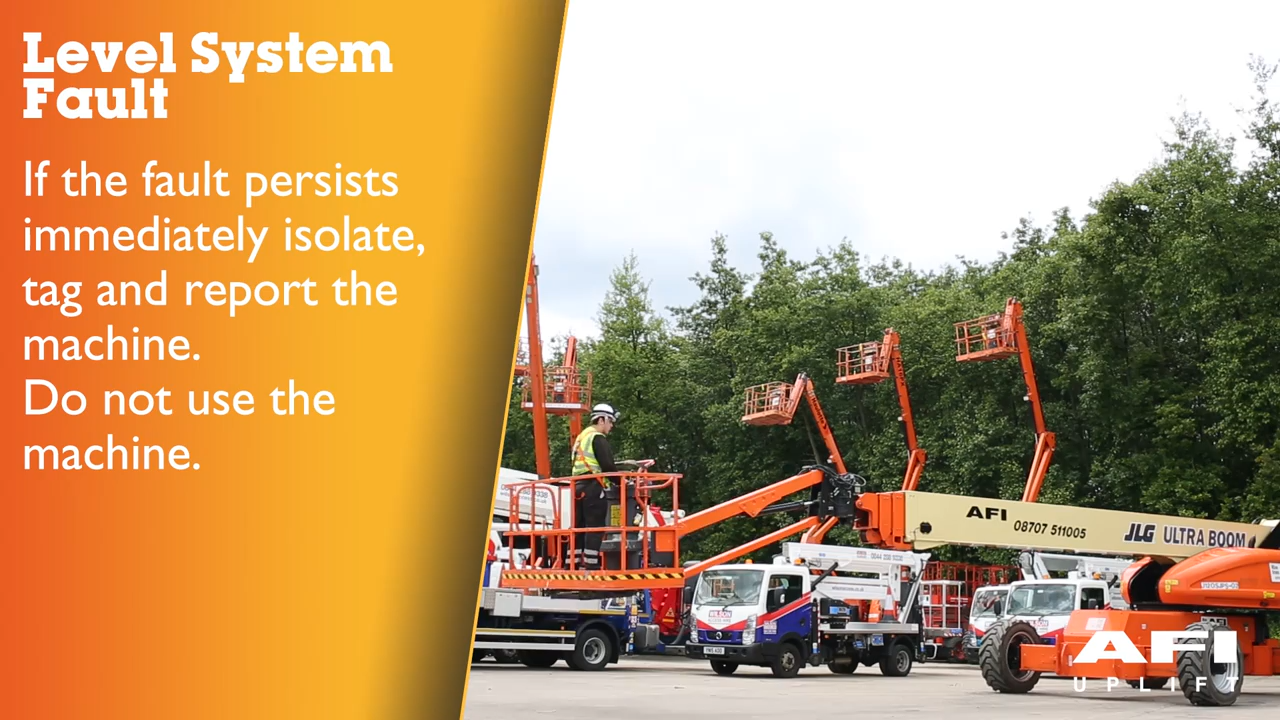 Level System
Fault
If the fault persists
immediately isolate,
tag and report the
machine.
Do not use the
machine.
AFI
08707 511005
JLG ULTRA BOOM
WILSON
AFI
UPLIFT